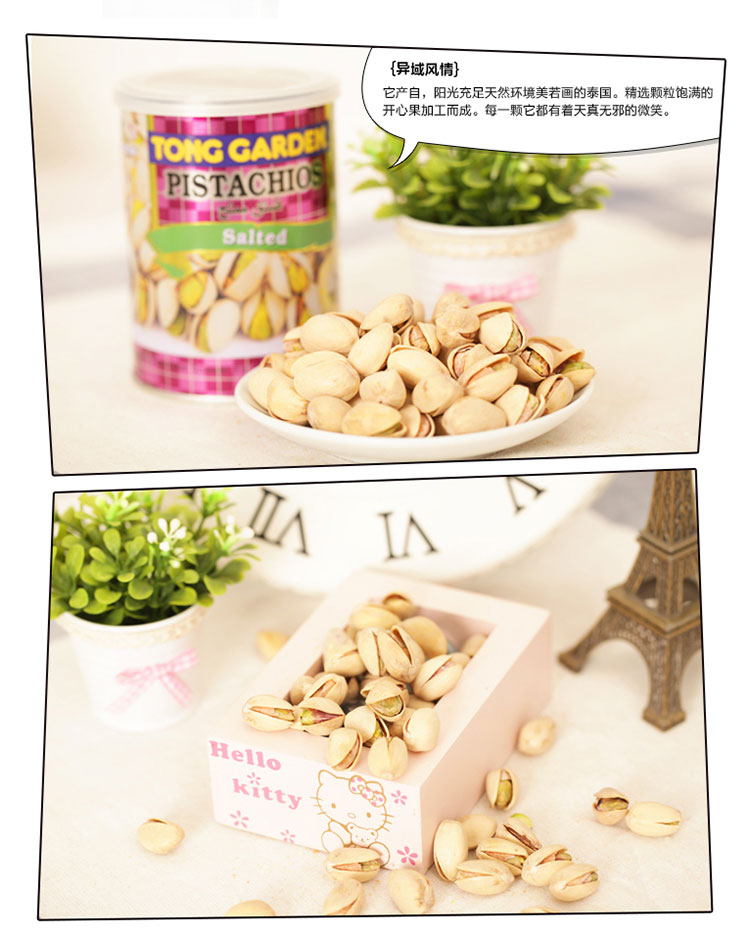 {异域风情}
它产自，阳光充足天然环境美若画的泰国。精选颗粒饱满的
开心果加工而成。每一颗它都有着天真无邪的微笑。
TONG GARDEN
PISTACHIOS
Salted
VII VI V
Hello
kitty